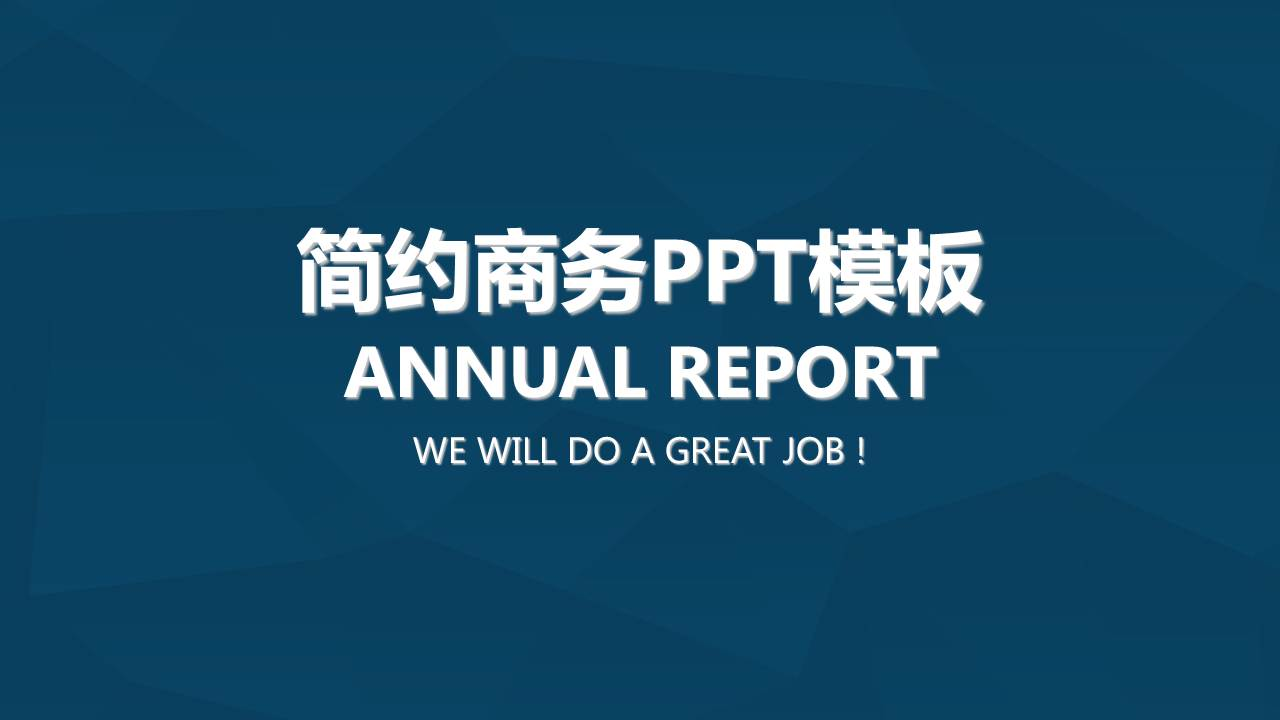 简约商务PPT模板
ANNUAL REPORT
WE WILL DO A GREAT JOB !